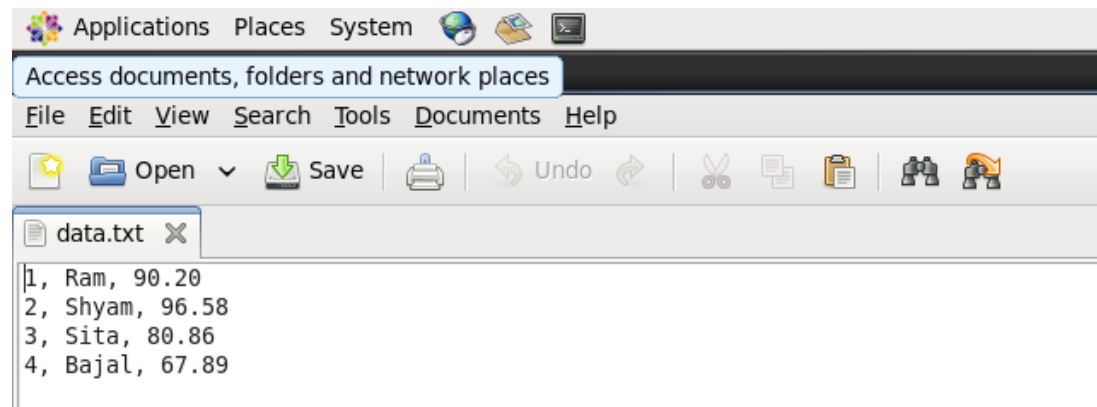 Applications Places System
Access documents, folders and network places
File Edit View Search Tools Documents Help
Open Save Undo
data.txt
1, Ram, 90.20
2, Shyam, 96.58
3, Sita, 80.86
4, Bajal, 67.89